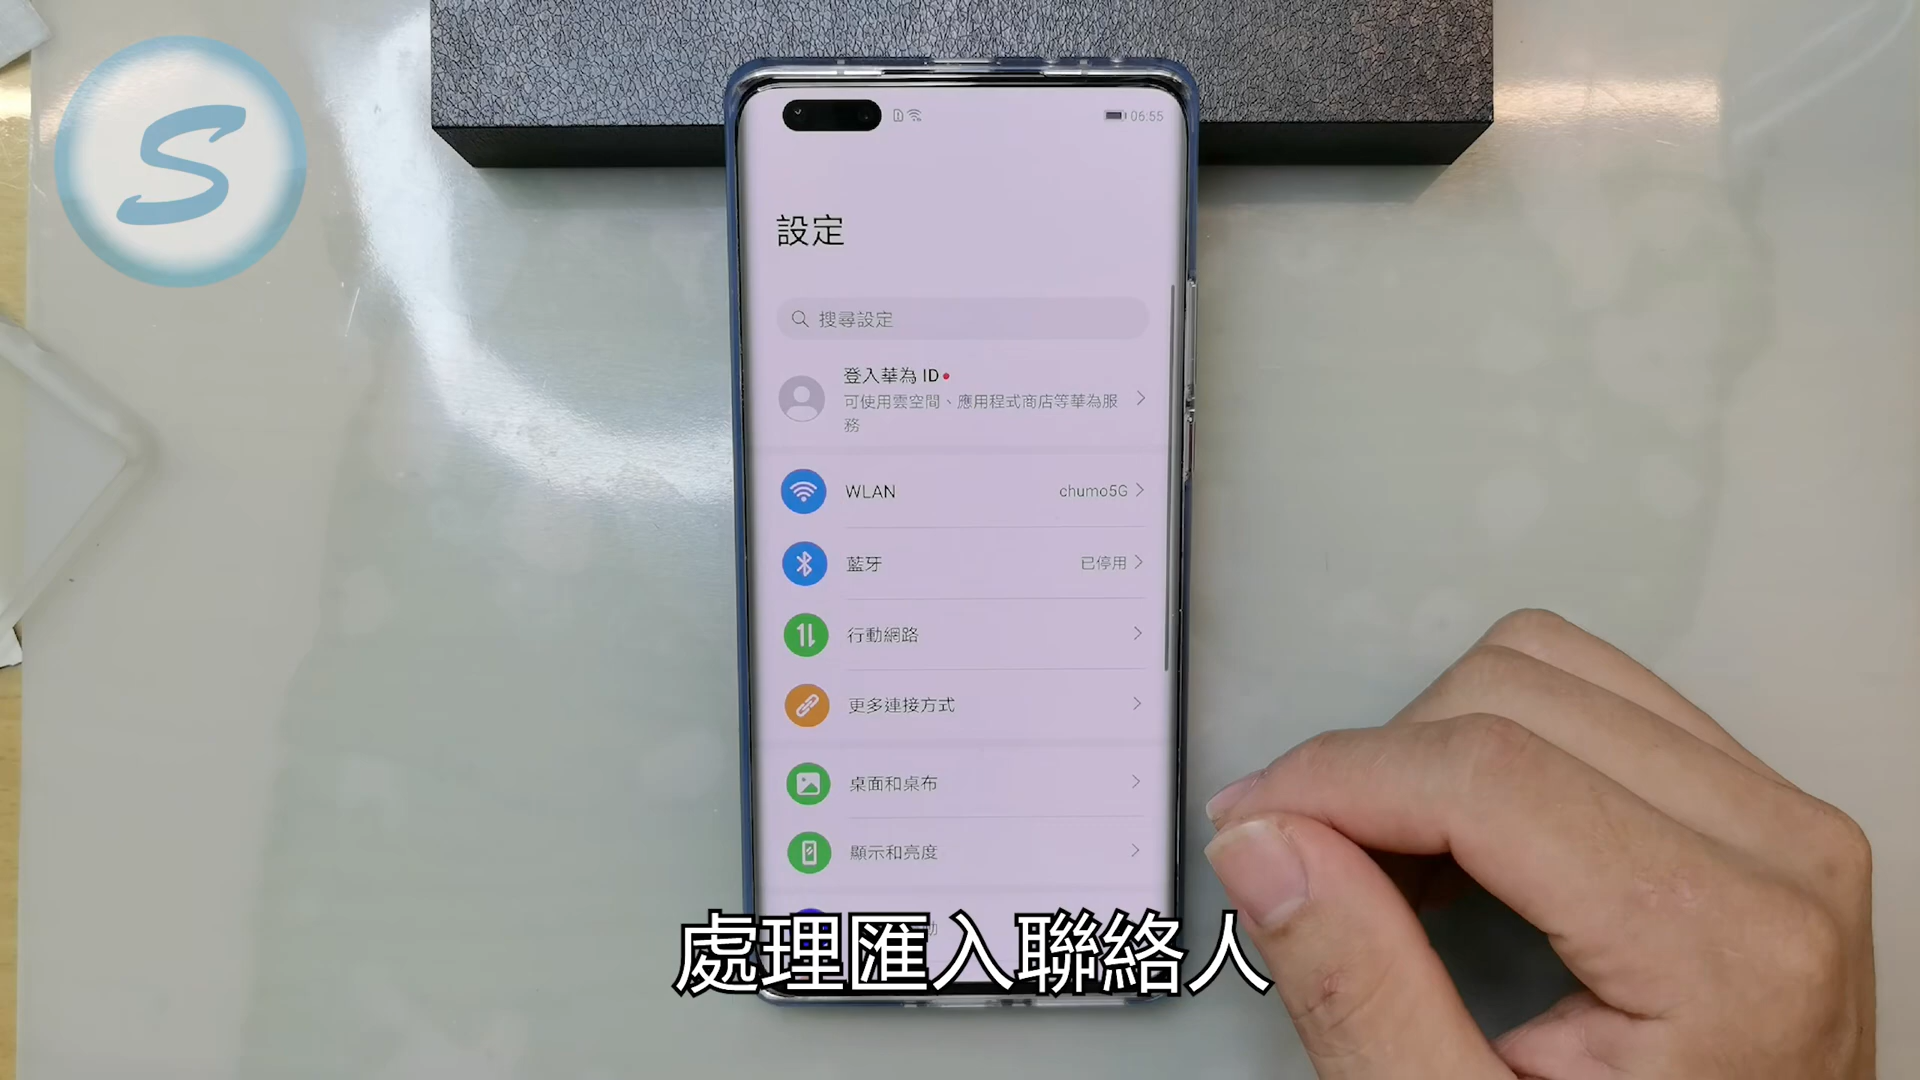 S
06:55
設定
搜尋設定
登入華為 ID
可使用雲空間、應用程式商店等華為服
務
WLAN chumo5G
藍牙 已停用
行動網路
更多連接方式
桌面和桌布
顯示和亮度
處理匯入聯絡人